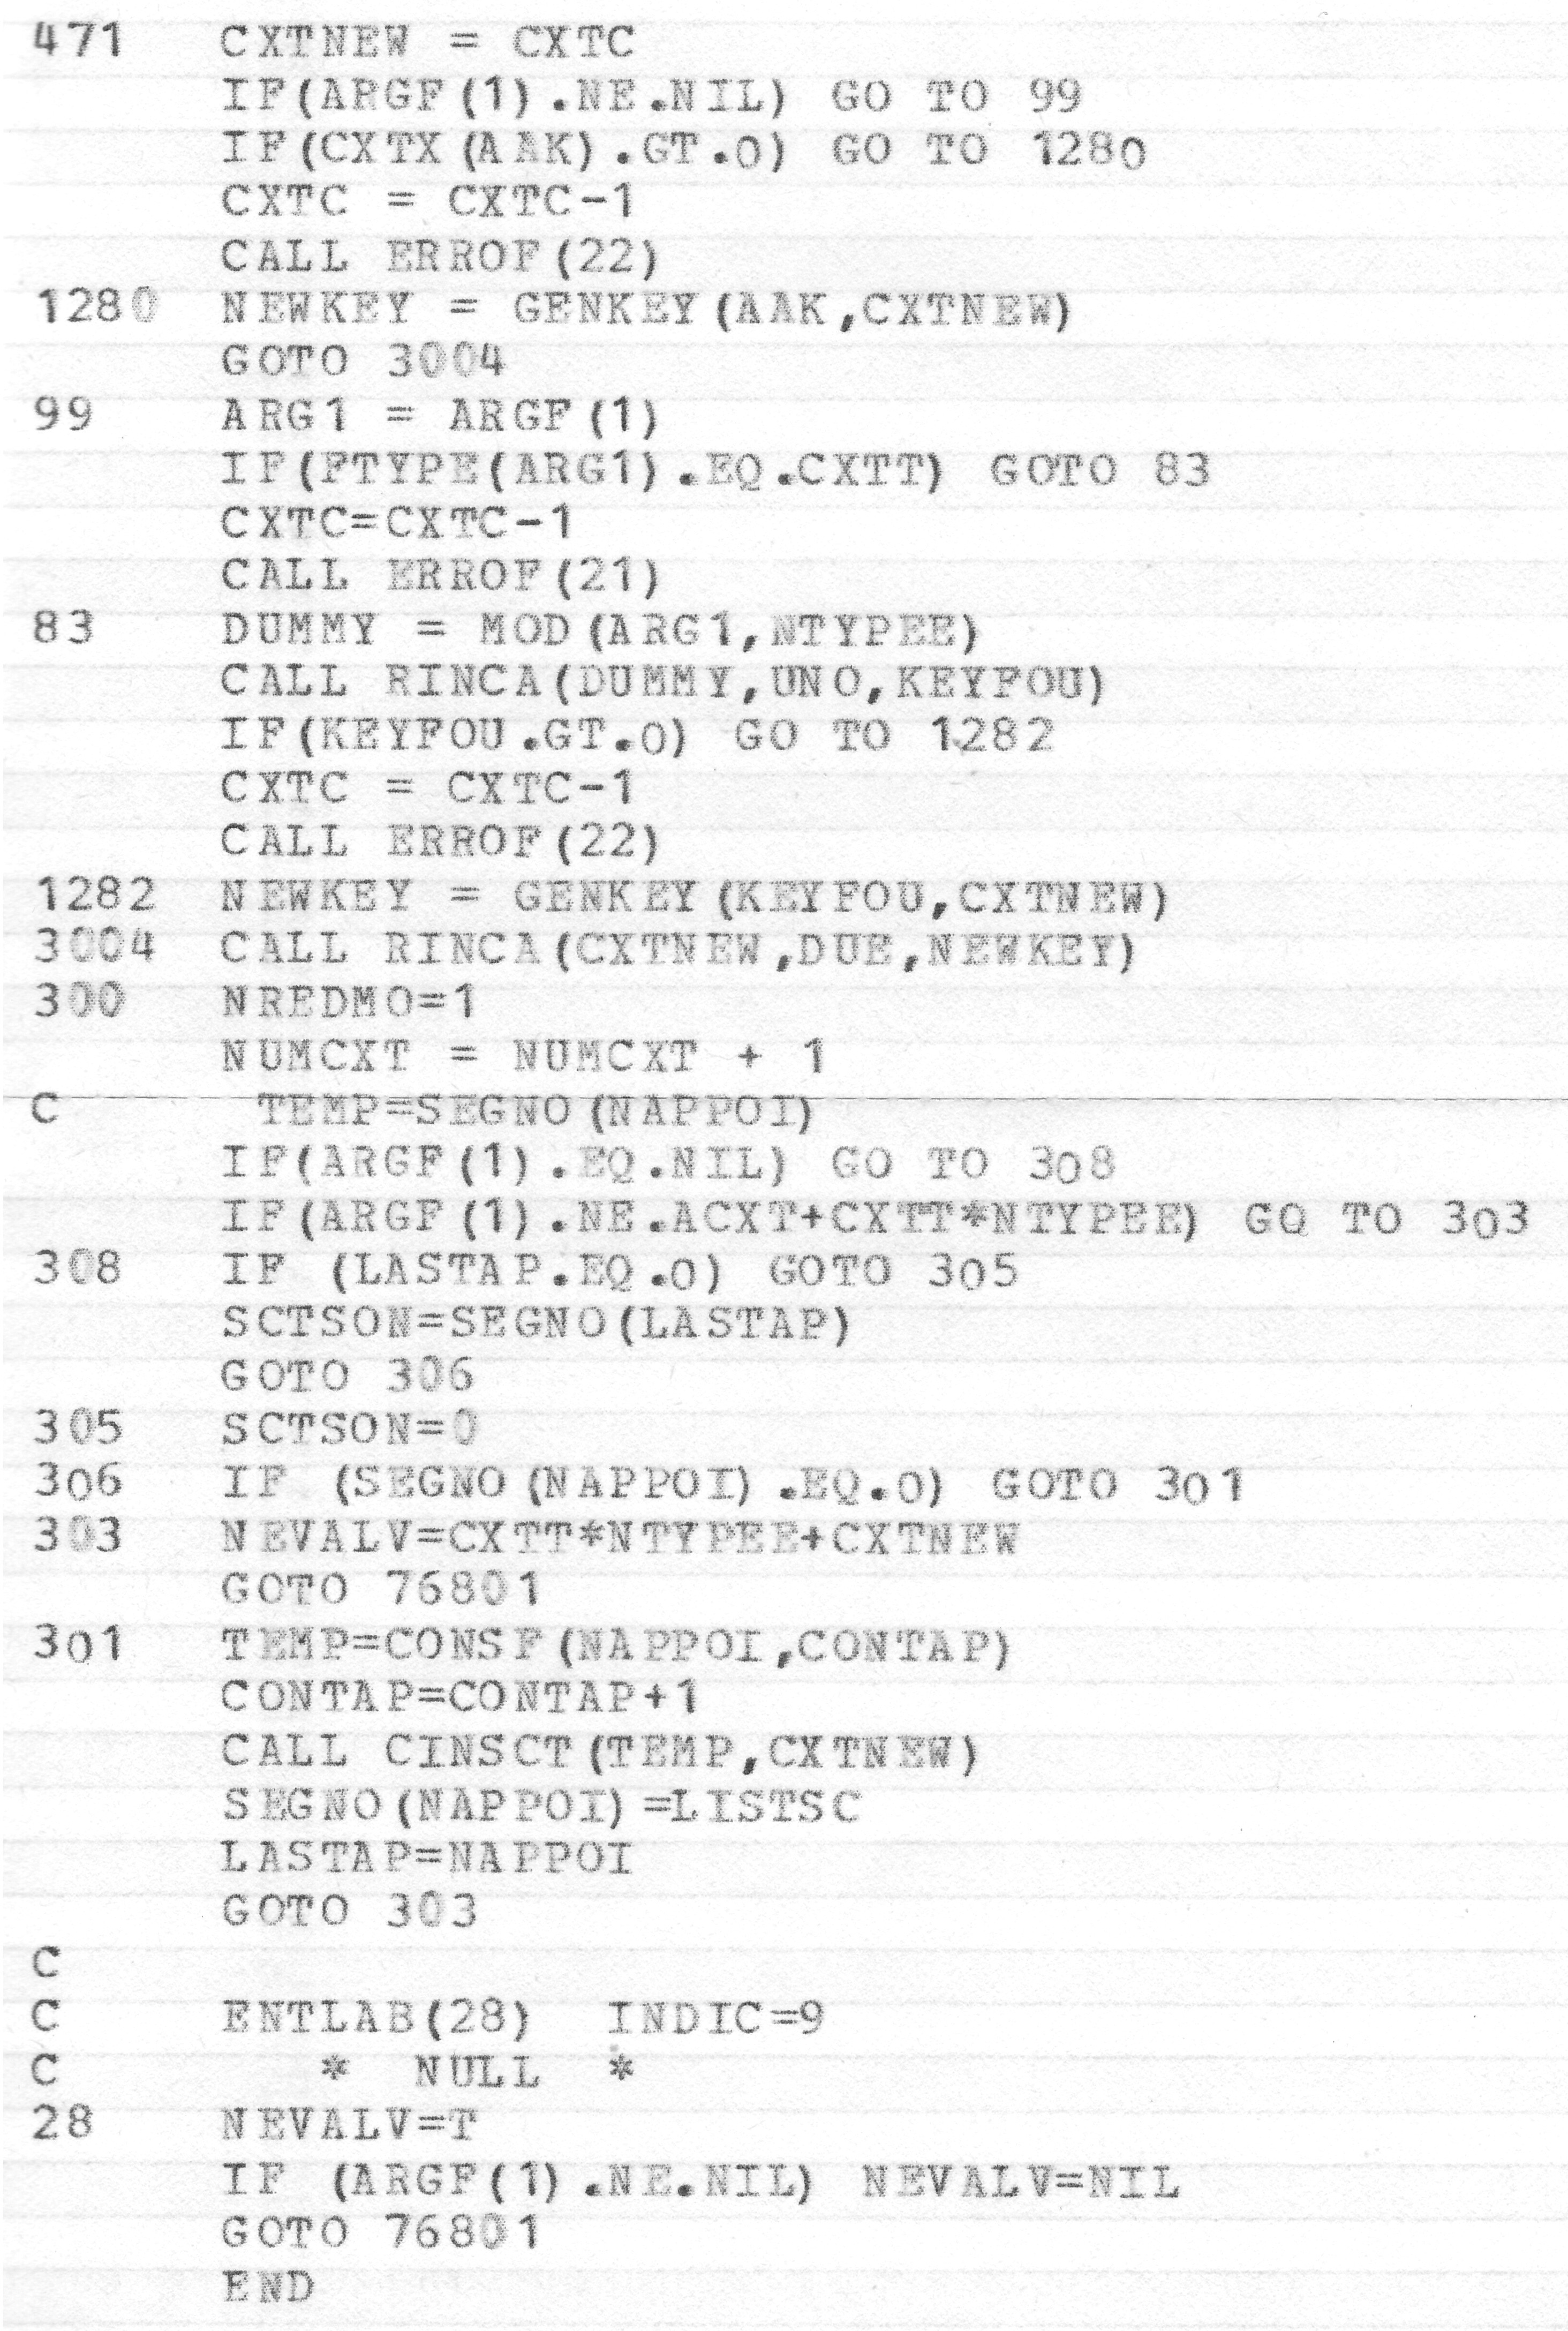 471   CXTNEW = CXTC
      IF(ARGF(1).NE.NIL) GO TO 99
      IF(CXTX(AAK).GT.0) GO TO 1280
      CXTC = CXTC-1
      CALL ERROF(22)
1280  NEWKEY = GENKEY(AAK,CXTNEW)
      GOTO 3004
99    ARG1 = ARGF(1)
      IF(FTYPE(ARG1).EQ.CXTT) GOTO 83
      CXTC=CXTC-1
      CALL ERROF(21)
83    DUMMY = MOD(ARG1,NTYPEE)
      CALL RINCA(DUMMY,UNO,KEYFOU)
      IF(KEYFOU.GT.0) GO TO 1282
      CXTC = CXTC-1
      CALL ERROF(22)
1282  NEWKEY = GENKEY(KEYFOU,CXTNEW)
3004  CALL RINCA(CXTNEW,DUE,NEWKEY)
300   NREDMO=1
      NUMCXT = NUMCXT + 1
C      TEMP=SEGNO(NAPPOI)
      IF(ARGF(1).EQ.NIL) GO TO 308
      IF(ARGF(1).NE.ACXT+CXTT*NTYPEE) GO TO 303
308   IF (LASTAP.EQ.0) GOTO 305
      SCTSON=SEGNO(LASTAP)
      GOTO 306
305   SCTSON=0
306   IF (SEGNO(NAPPOI).EQ.0) GOTO 301
303   NEVALV=CXTT*NTYPEE+CXTNEW
      GOTO 76801
301   TEMP=CONSF(NAPPOI,CONTAP)
      CONTAP=CONTAP+1
      CALL CINSCT(TEMP,CXTNEW)
      SEGNO(NAPPOI)=LISTSC
      LASTAP=NAPPOI
      GOTO 303
C
C     ENTLAB(28)  INDIC=9
C        *  NULL  *
28    NEVALV=T
      IF (ARGF(1).NE.NIL) NEVALV=NIL
      GOTO 76801
      END